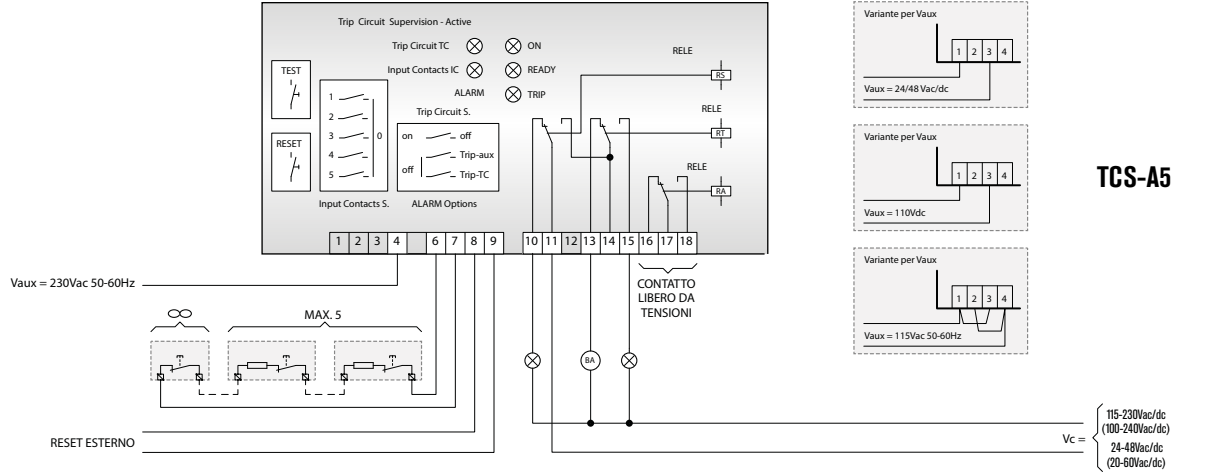 Trip Circuit Supervision - Active
Trip Circuit TC
ON
Input Contacts IC
READY
ALARM
TRIP
TEST
RESET
1
2
3
4
5
0
Input Contacts S.
Trip Circuit S.
on
off
Trip-aux
off
Trip-TC
ALARM Options
RELE
RS
RELE
RT
RELE
RA
1 2 3 4 6 7 8 9 10 11 12 13 14 15 16 17 18
Vaux = 230Vac 50-60Hz
∞
MAX. 5
RESET ESTERNO
CONTATTO
LIBERO DA
TENSIONI
BA
Vc =
115-230Vac/dc
(100-240Vac/dc)
24-48Vac/dc
(20-60Vac/dc)
Variante per Vaux
1 2 3 4
Vaux = 24/48 Vac/dc
Variante per Vaux
1 2 3 4
Vaux = 110Vdc
Variante per Vaux
1 2 3 4
Vaux = 115Vac 50-60Hz
TCS-A5